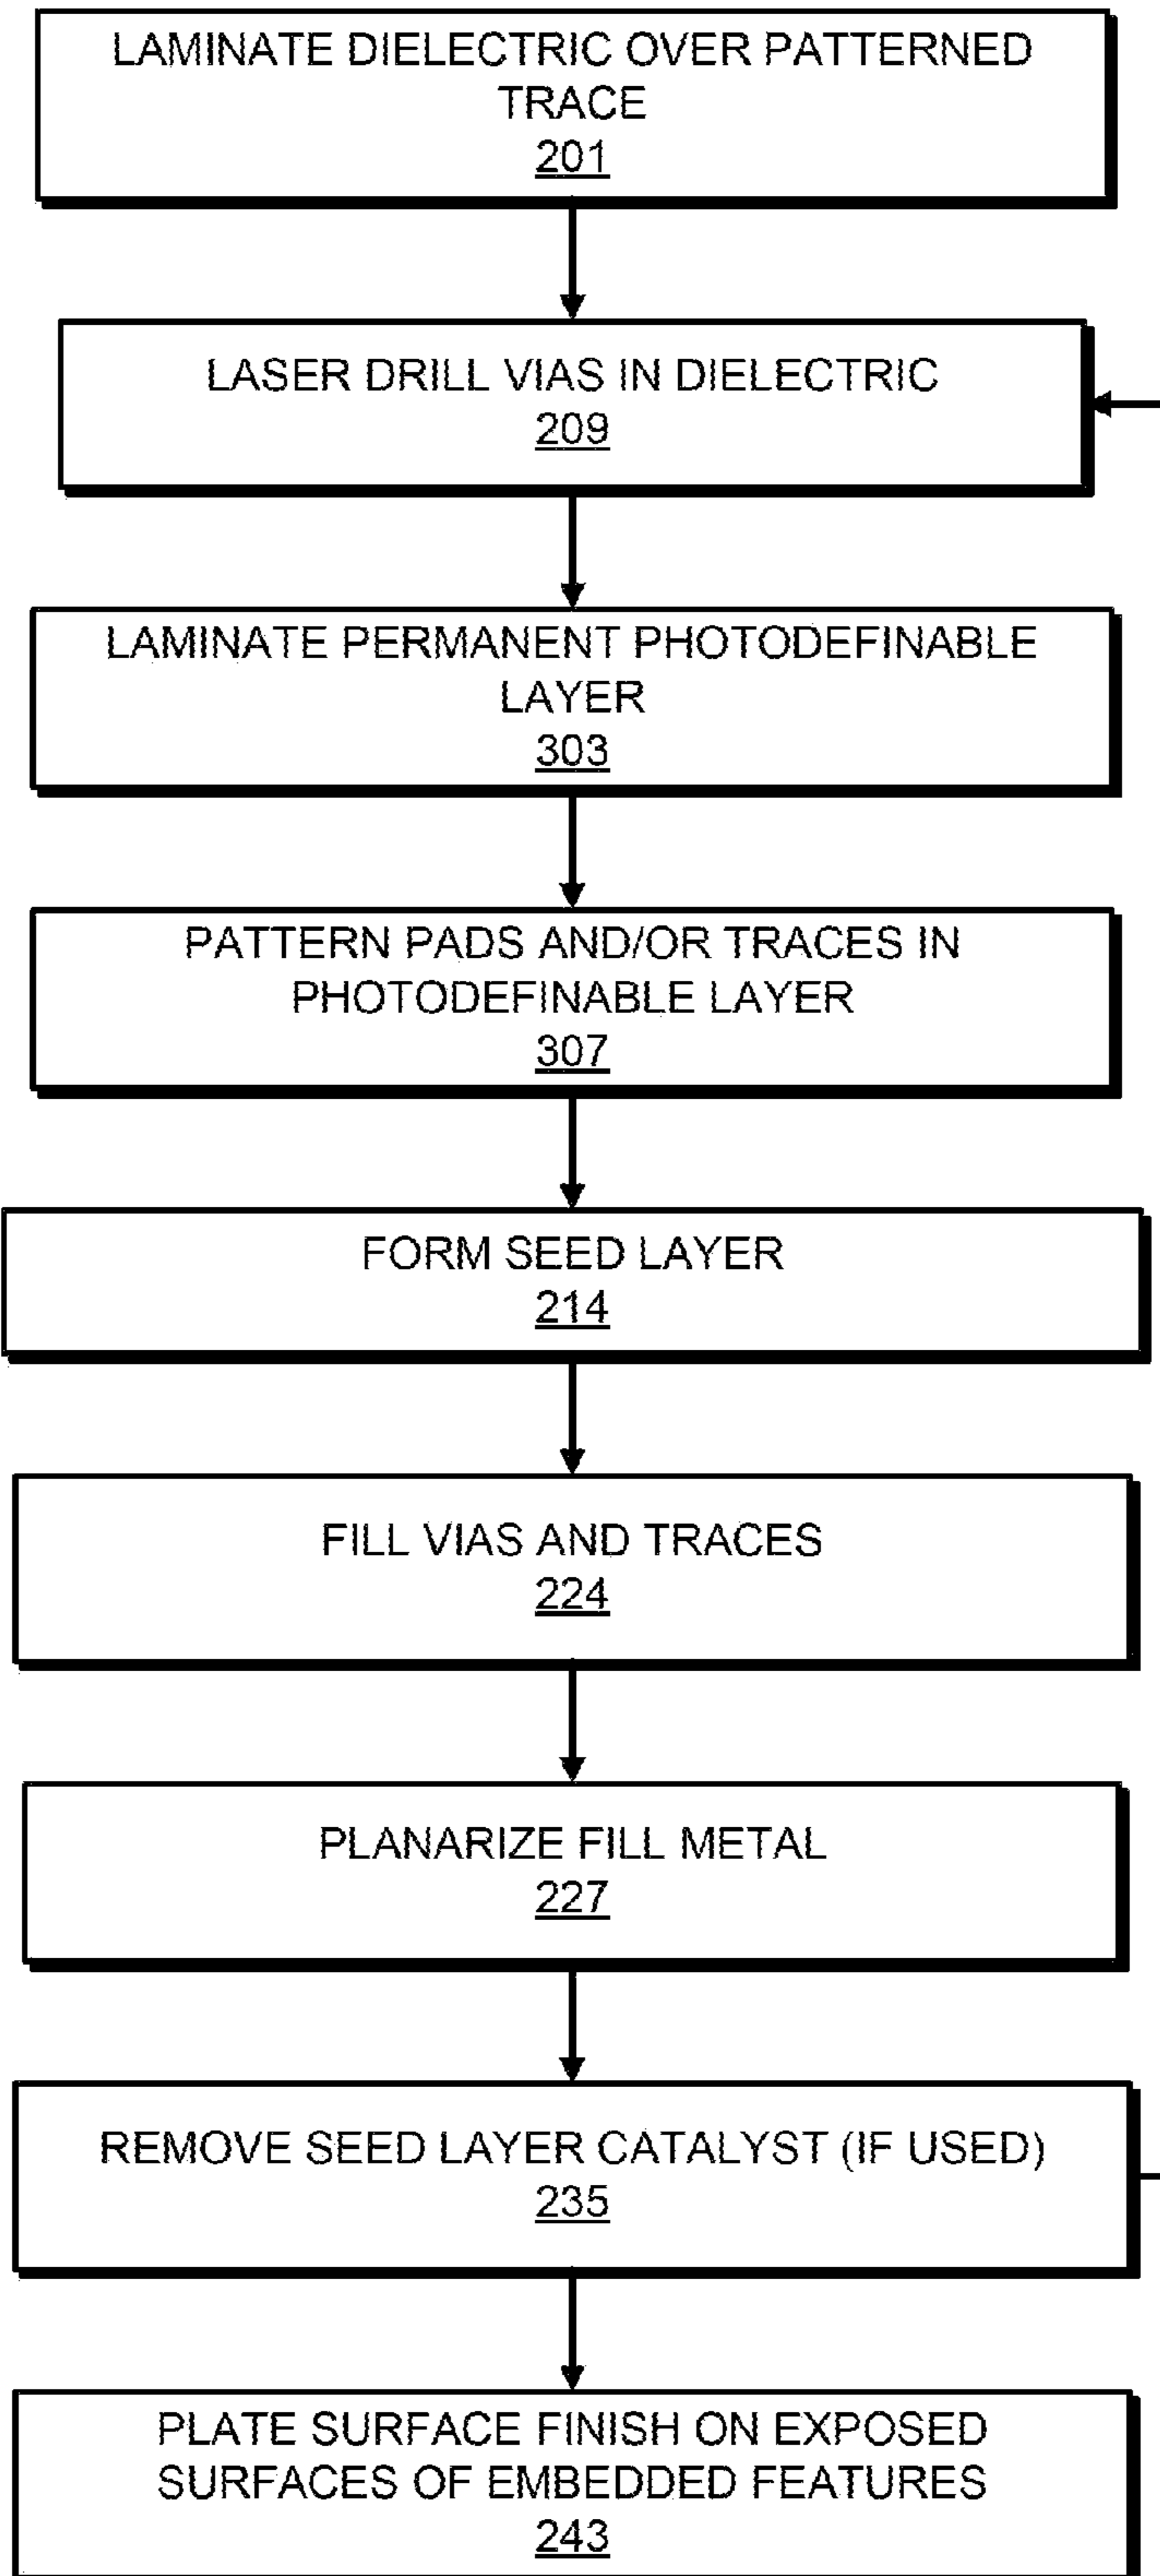 LAMINATE DIELECTRIC OVER PATTERNED
TRACE
201
LASER DRILL VIAS IN DIELECTRIC
209
LAMINATE PERMANENT PHOTODEFINABLE
LAYER
303
PATTERN PADS AND/OR TRACES IN
PHOTODEFINABLE LAYER
307
FORM SEED LAYER
214
FILL VIAS AND TRACES
224
PLANARIZE FILL METAL
227
REMOVE SEED LAYER CATALYST (IF USED)
235
PLATE SURFACE FINISH ON EXPOSED
SURFACES OF EMBEDDED FEATURES
243